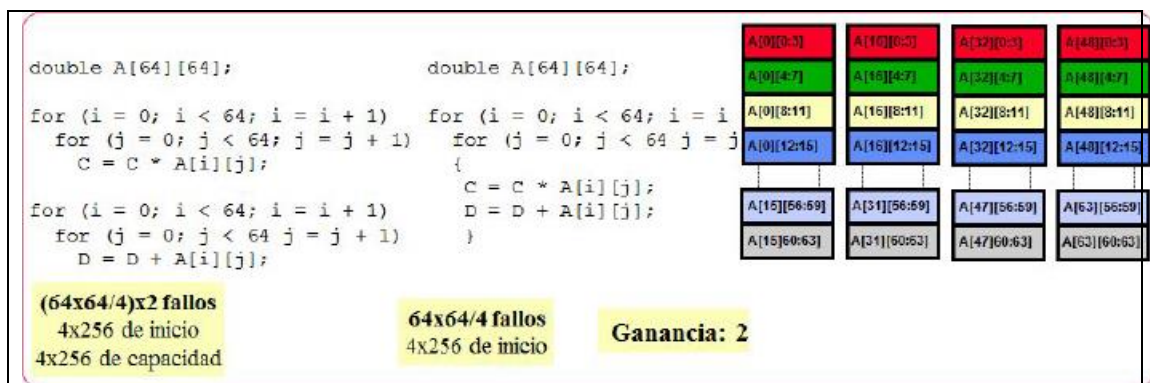 double A[64][64];
for (i = 0; i < 64; i = i + 1)
for (j = 0; j < 64; j = j + 1)
C = C * A[i][j];
for (i = 0; i < 64; i = i + 1)
for (j = 0; j < 64 j = j + 1)
D = D + A[i][j];
(64x64/4)x2 fallos
4x256 de inicio
4x256 de capacidad
double A[64][64];
for (i = 0; i < 64; i = i
for (j = 0; j < 64 j = j
{
C = C * A[i][j];
D = D + A[i][j];
}
64x64/4 fallos
4x256 de inicio
Ganancia: 2
A[0][0:3] A[16][0:3] A[32][0:3] A[48][0:3]
A[0][4:7] A[16][4:7] A[32][4:7] A[48][4:7]
A[0][8:11] A[16][8:11] A[32][8:11] A[48][8:11]
A[0][12:15] A[16][12:15] A[32][12:15] A[48][12:15]
A[15][56:59] A[31][56:59] A[47][56:59] A[63][56:59]
A[15]60:63] A[31][60:63] A[47]60:63] A[63][60:63]